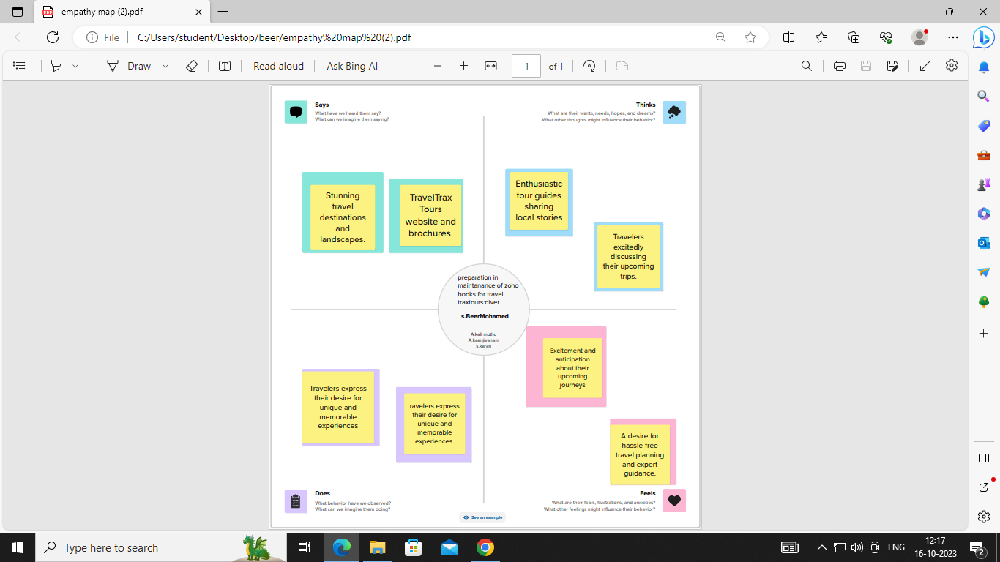 empathy map (2).pdf
File
C:/Users/student/Desktop/beer/empathy%20map%20(2).pdf
Draw
Read aloud
Ask Bing AI
1
of 1
Says
What have we heard them say?
What can we imagine them saying?
Thinks
What are their wants, needs, hopes, and dreams?
What other thoughts might influence their behavior?
Stunning
travel
destinations
and
landscapes.
TravelTrax
Tours
website and
brochures.
Enthusiastic
tour guides
sharing
local stories
Travelers
excitedly
discussing
their upcoming
trips.
preparation in
maintanance of zoho
books for travel
traxtours:diver
s.BeerMohamed
A.kali muthu
A.kaanjivanam
s.karan
Travelers express
their desire for
unique and
memorable
experiences
ravelers express
their desire for
unique and
memorable
experiences.
Excitement and
anticipation
about their
upcoming
journeys
A desire for
hassle-free
travel planning
and expert
guidance.
Does
What behavior have we observed?
What can we imagine them doing?
Feels
What are their fears, frustrations, and anxieties?
What other feelings might influence their behavior?
See an example
Type here to search
ENG
12:17
16-10-2023
2